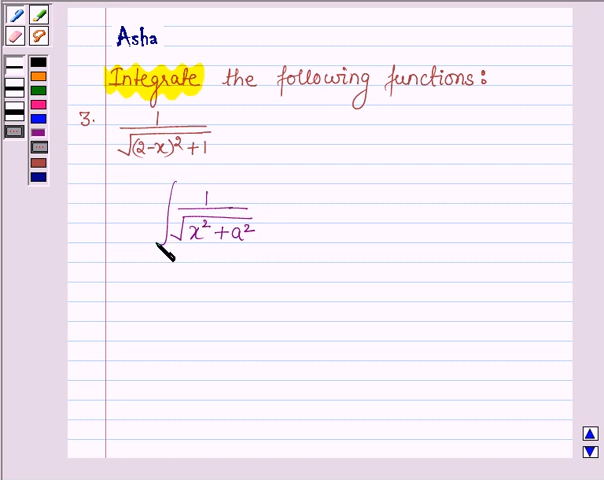 Asha
Integrate the following functions:
3. 1/√((2-x)² + 1)
∫ 1/√(x² + a²)